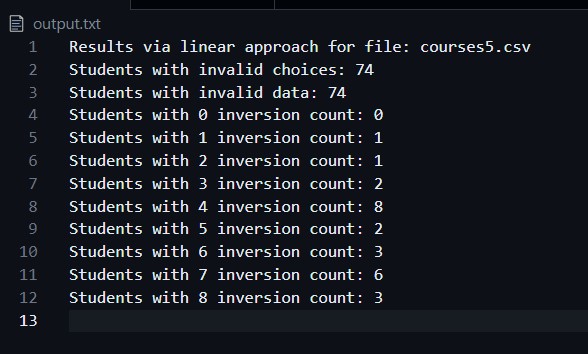 output.txt
1 Results via linear approach for file: courses5.csv
2 Students with invalid choices: 74
3 Students with invalid data: 74
4 Students with 0 inversion count: 0
5 Students with 1 inversion count: 1
6 Students with 2 inversion count: 1
7 Students with 3 inversion count: 2
8 Students with 4 inversion count: 8
9 Students with 5 inversion count: 2
10 Students with 6 inversion count: 3
11 Students with 7 inversion count: 6
12 Students with 8 inversion count: 3
13